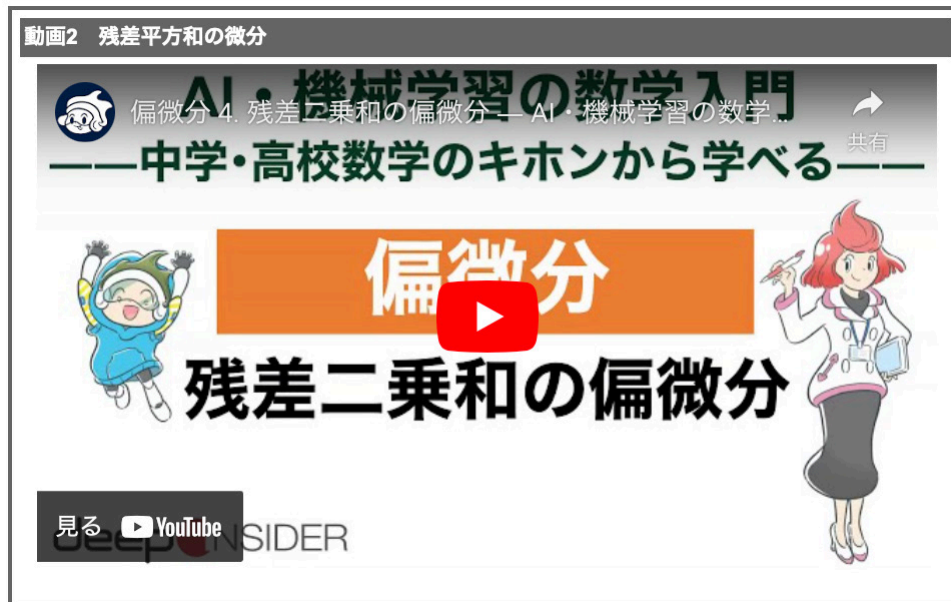 動画2 残差平方和の微分
AI・機械学習の数学入門
偏微分 4. 残差二乗和の偏微分 ― AI・機械学習の数学...
共有
――中学・高校数学のキホンから学べる――
偏微分
残差二乗和の偏微分
見る YouTube
deep INSIDER